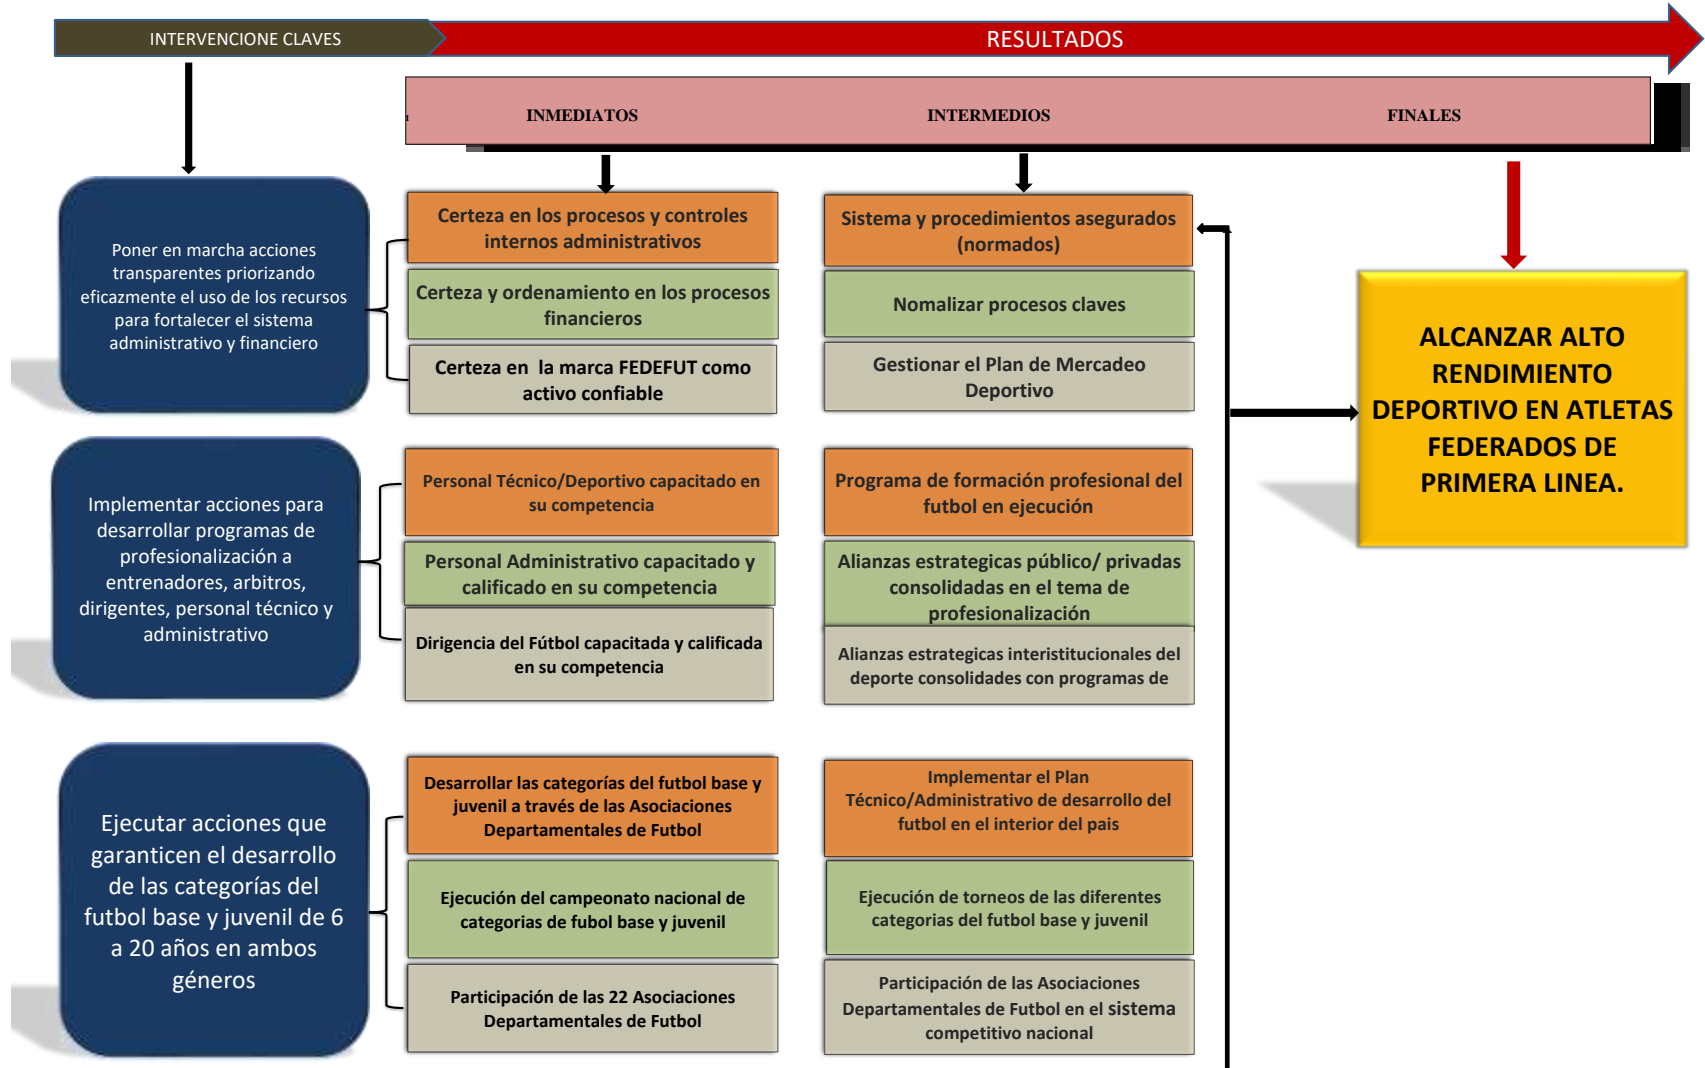 INTERVENCIONE CLAVES
RESULTADOS
INMEDIATOS
INTERMEDIOS
FINALES
Poner en marcha acciones
transparentes priorizando
eficazmente el uso de los recursos
para fortalecer el sistema
administrativo y financiero
Certeza en los procesos y controles
internos administrativos
Certeza y ordenamiento en los procesos
financieros
Certeza en la marca FEDEFUT como
activo confiable
Sistema y procedimientos asegurados
(normados)
Nomalizar procesos claves
Gestionar el Plan de Mercadeo
Deportivo
ALCANZAR ALTO
RENDIMIENTO
DEPORTIVO EN ATLETAS
FEDERADOS DE
PRIMERA LINEA.
Implementar acciones para
desarrollar programas de
profesionalización a
entrenadores, arbitros,
dirigentes, personal técnico y
administrativo
Personal Técnico/Deportivo capacitado en
su competencia
Personal Administrativo capacitado y
calificado en su competencia
Dirigencia del Fútbol capacitada y calificada
en su competencia
Programa de formación profesional del
futbol en ejecución
Alianzas estrategicas público/ privadas
consolidadas en el tema de
profesionalización
Alianzas estrategicas interistitucionales del
deporte consolidades con programas de
Ejecutar acciones que
garanticen el desarrollo
de las categorías del
futbol base y juvenil de 6
a 20 años en ambos
géneros
Desarrollar las categorías del futbol base y
juvenil a través de las Asociaciones
Departamentales de Futbol
Ejecución del campeonato nacional de
categorias de fubol base y juvenil
Participación de las 22 Asociaciones
Departamentales de Futbol
Implementar el Plan
Técnico/Administrativo de desarrollo del
futbol en el interior del pais
Ejecución de torneos de las diferentes
categorias del futbol base y juvenil
Participación de las Asociaciones
Departamentales de Futbol en el sistema
competitivo nacional